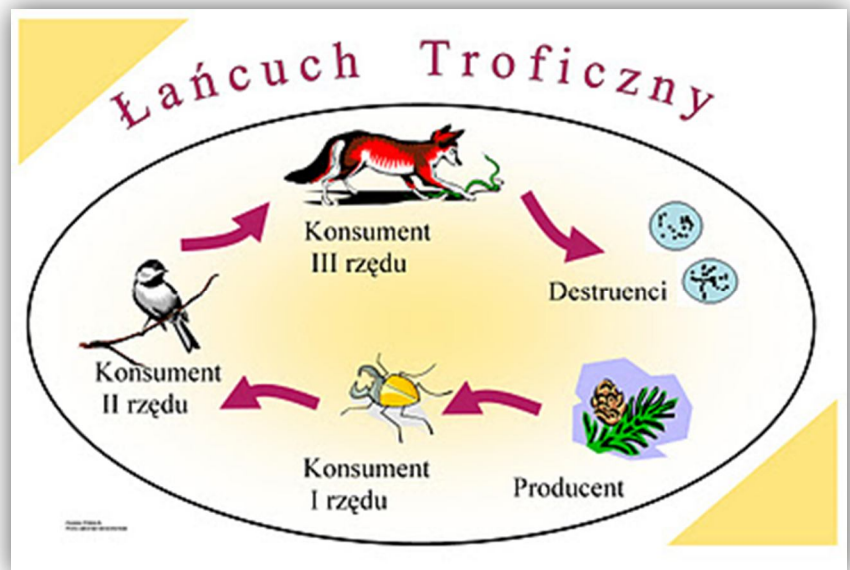 Łańcuch Troficzny
Konsument
III rzędu
Destruenci
Konsument
II rzędu
Konsument
I rzędu
Producent